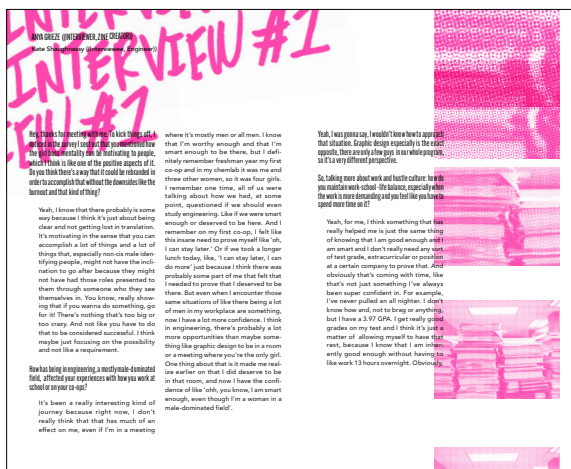 INTERVIEW #1
INTERVIEW #1
EW #1
ANYA GRIEZE ((INTERVIEWER, ZINE CREATOR))
Kate Shaughnessy ((Interviewee, Engineer))
Hey, thanks for meeting with me. To kick things off, I
noticed in the survey I sent out that you mentioned how
the girl boss mentality can be motivating to people,
which I think is like one of the positive aspects of it.
Do you think there's a way that it could be rebranded in
order to accomplish that without the downsides like the
burnout and that kind of thing?
Yeah, I know that there probably is some
way because I think it's just about being
clear and not getting lost in translation.
It's motivating in the sense that you can
accomplish a lot of things and a lot of
things that, especially non-cis male iden-
tifying people, might not have the incli-
nation to go after because they might
not have had those roles presented to
them through someone who they see
themselves in. You know, really show-
ing that if you wanna do something, go
for it! There's nothing that's too big or
too crazy. And not like you have to do
that to be considered successful. I think
maybe just focusing on the possibility
and not like a requirement.
How has being in engineering, a mostly male-dominated
field, affected your experiences with how you work at
school or on your co-ops?
It's been a really interesting kind of
journey because right now, I don't
really think that that has much of an
effect on me, even if I'm in a meeting
where it's mostly men or all men. I know
that I'm worthy enough and that I'm
smart enough to be there, but I defi-
nitely remember freshman year my first
co-op and in my chemlab it was me and
three other women, so it was four girls.
I remember one time, all of us were
talking about how we had, at some
point, questioned if we should even
study engineering. Like if we were smart
enough or deserved to be here. And I
remember on my first co-op, I felt like
this insane need to prove myself like 'oh,
I can stay later.' Or if we took a longer
lunch today, like, 'I can stay later, I can
do more' just because I think there was
probably some part of me that felt that
I needed to prove that I deserved to be
there. But even when I encounter those
same situations of like there being a lot
of men in my workplace are something,
now I have a lot more confidence. I think
in engineering, there's probably a lot
more opportunities than maybe some-
thing like graphic design to be in a room
or a meeting where you're the only girl.
One thing about that is it made me real-
ize earlier on that I did deserve to be
in that room, and now I have the confi-
dence of like 'ohh, you know, I am smart
enough, even though I'm a woman in a
male-dominated field'.
Yeah, I was gonna say, I wouldn't know how to approach
that situation. Graphic design especially is the exact
opposite, there are only a few guys in our whole program,
so it's a very different perspective.
So, talking more about work and hustle culture: how do
you maintain work-school -life balance, especially when
the work is more demanding and you feel like you have to
spend more time on it?
Yeah, for me, I think something that has
really helped me is just the same thing
of knowing that I am good enough and I
am smart and I don't really need any sort
of test grade, extracurricular or position
at a certain company to prove that. And
obviously that's coming with time, like
that's not just something I've always
been super confident in. For example,
I've never pulled an all nighter. I don't
know how and, not to brag or anything,
but I have a 3.97 GPA. I get really good
grades on my test and I think it's just a
matter of allowing myself to have that
rest, because I know that I am inher-
ently good enough without having to
like work 13 hours overnight. Obviously,